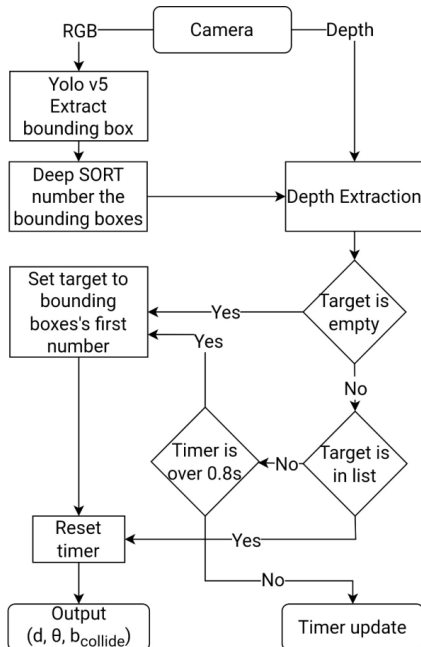 RGB
Camera
Depth
Yolo v5
Extract
bounding box
Deep SORT
number the
bounding boxes
Depth Extraction
Set target to
bounding
boxes's first
number
Yes
Target is
empty
Yes
No
Timer is
over 0.8s
No
Target is
in list
Reset
timer
Yes
No
Output
(d, θ, b_collide)
Timer update